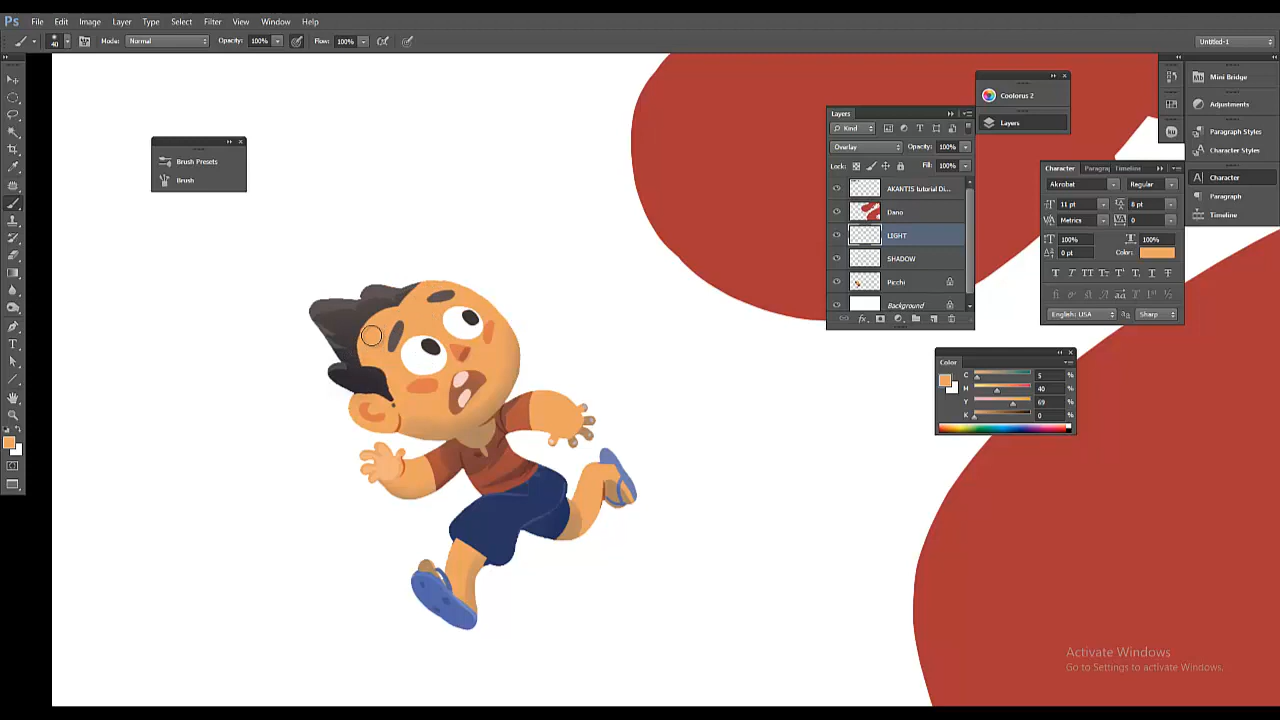 Ps File Edit Image Layer Type Select Filter View Window Help
40 Mode: Normal Opacity: 100% Flow: 100% Untitled-1
Mini Bridge
Adjustments
Paragraph Styles
Character Styles
Character
Paragraph
Timeline
Brush Presets
Brush
Coolorus 2
Layers
Layers
Kind
Overlay Opacity: 100%
Lock: Fill: 100%
AKANTIS tutorial Di...
Dano
LIGHT
SHADOW
Picchi
Background
Character Paragra Timeline
Akrobat Regular
11 pt 8 pt
Metrics 0
100% 100%
0 pt Color:
English: USA Sharp
Color
C 5 %
M 40 %
Y 69 %
K 0 %
Activate Windows
Go to Settings to activate Windows.